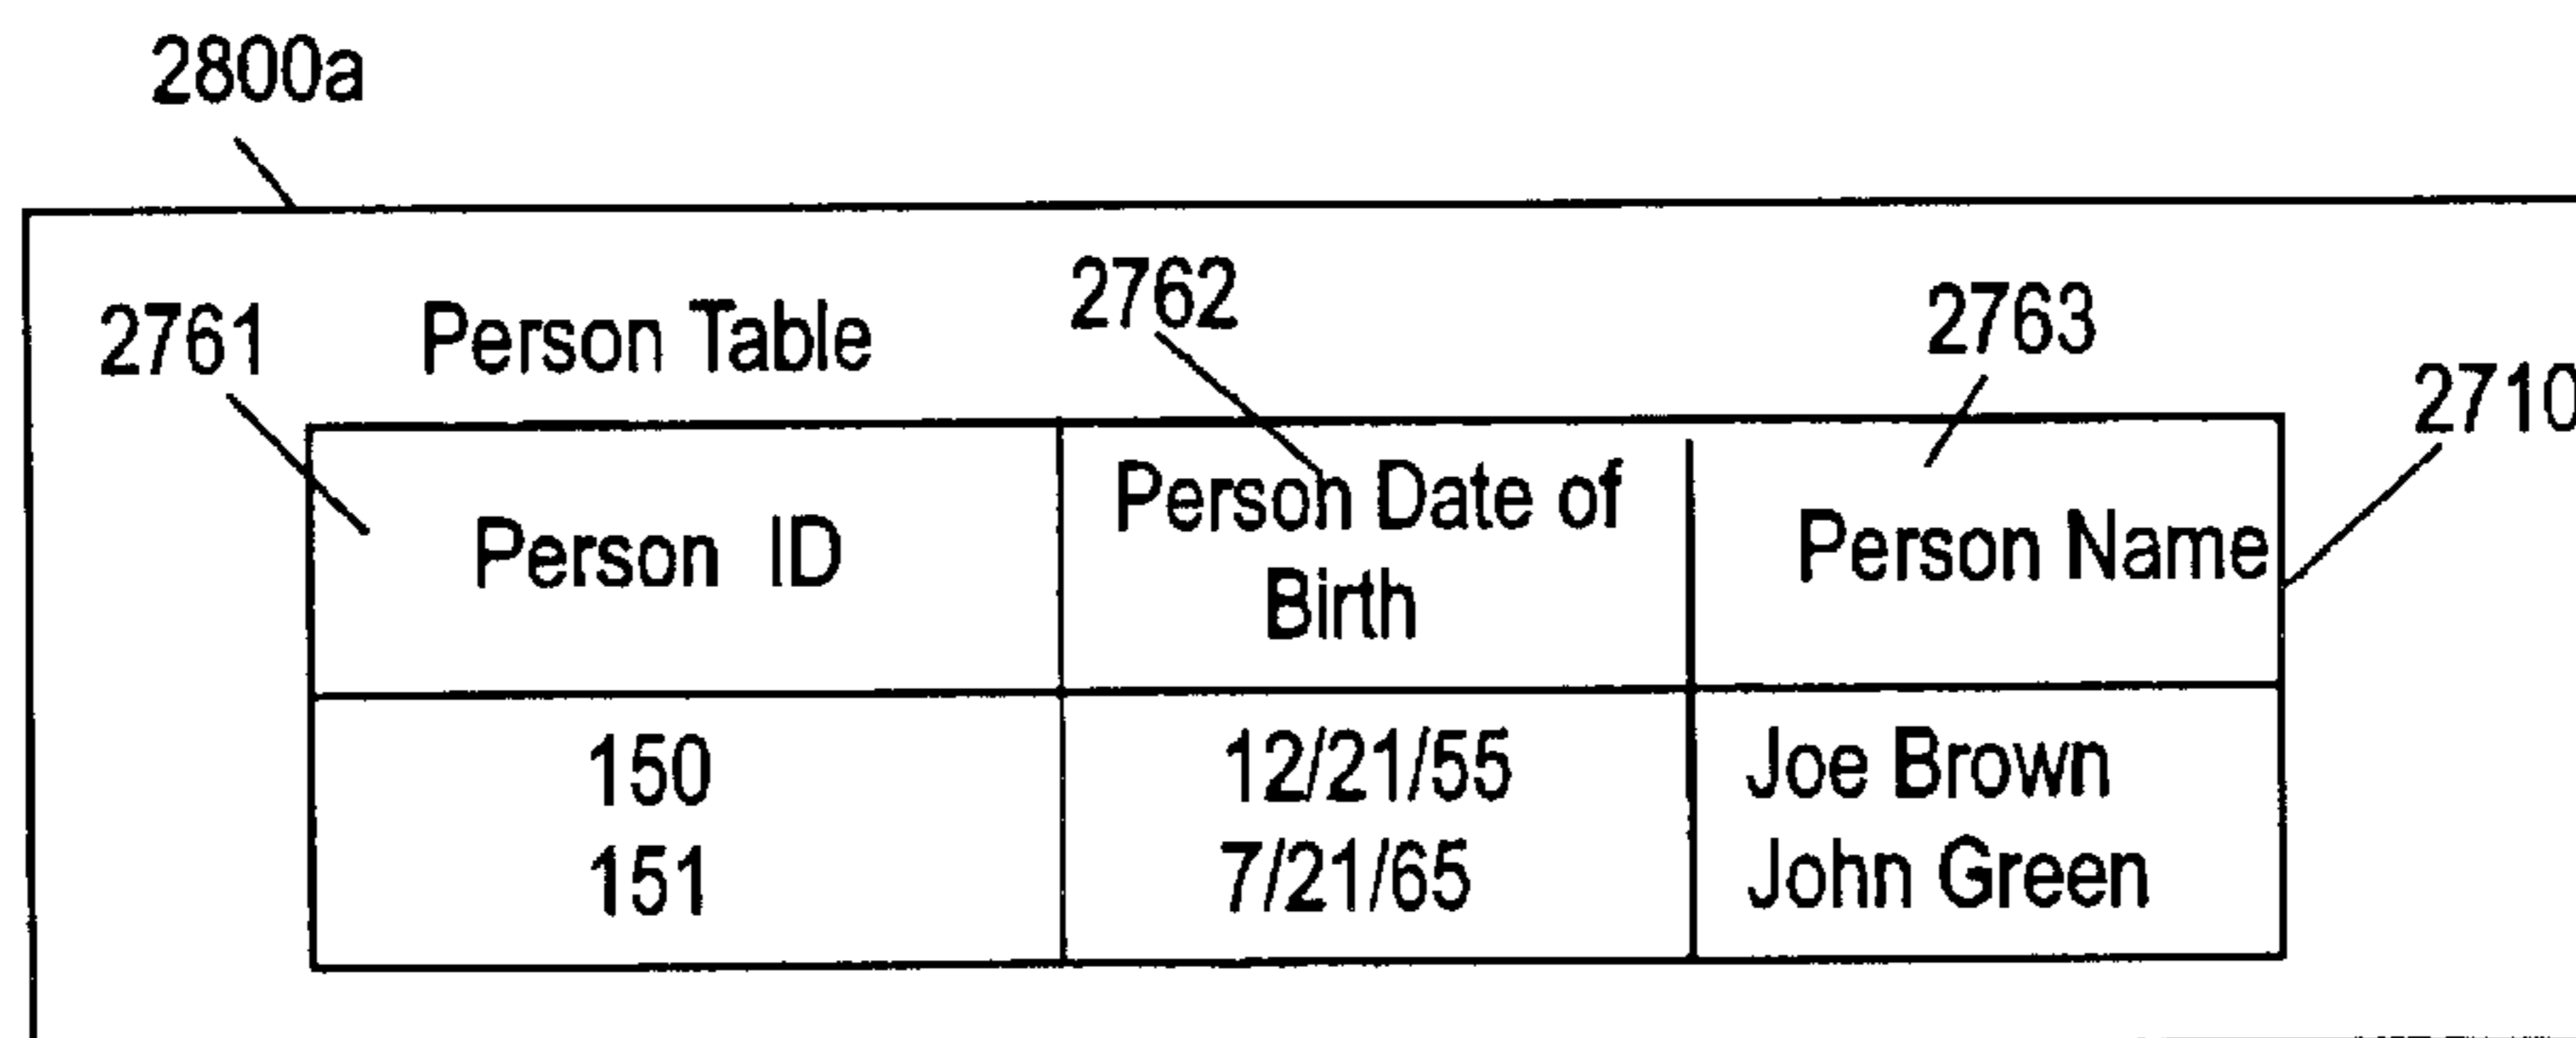 2800a
2761 Person Table 2762 2763
2710
Person ID Person Date of Birth Person Name
150 12/21/55 Joe Brown
151 7/21/65 John Green